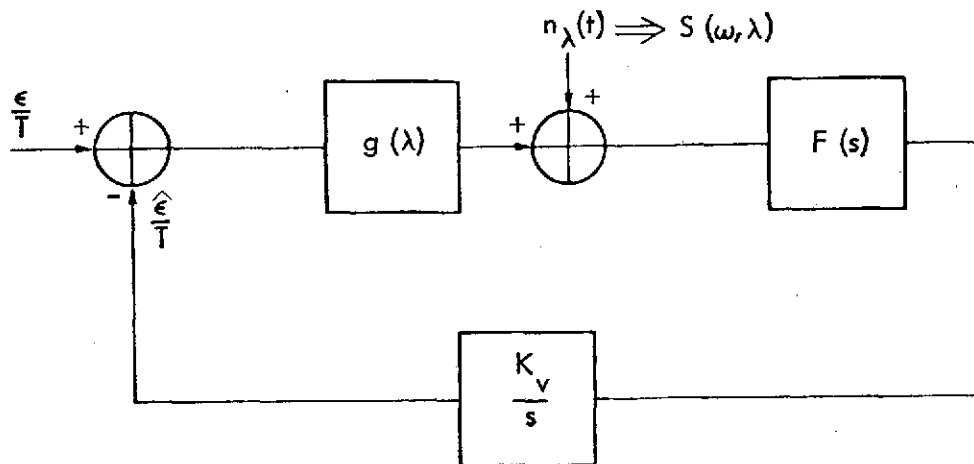 n_λ(t) ⟹ S (ω, λ)
ϵ/T
+
-
ϵ̂/T
g (λ)
+
+
F (s)
K_v/s